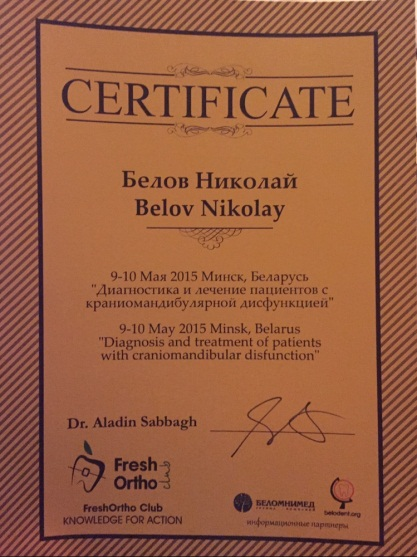 CERTIFICATE
Белов Николай
Belov Nikolay
9-10 Мая 2015 Минск, Беларусь
"Диагностика и лечение пациентов с
краниомандибулярной дисфункцией"
9-10 May 2015 Minsk, Belarus
"Diagnosis and treatment of patients
with craniomandibular disfunction"
Dr. Aladin Sabbagh
Fresh
Ortho club
FreshOrtho Club
KNOWLEDGE FOR ACTION
БЕЛОМНИМЕД
belodent.org
информационные партнеры